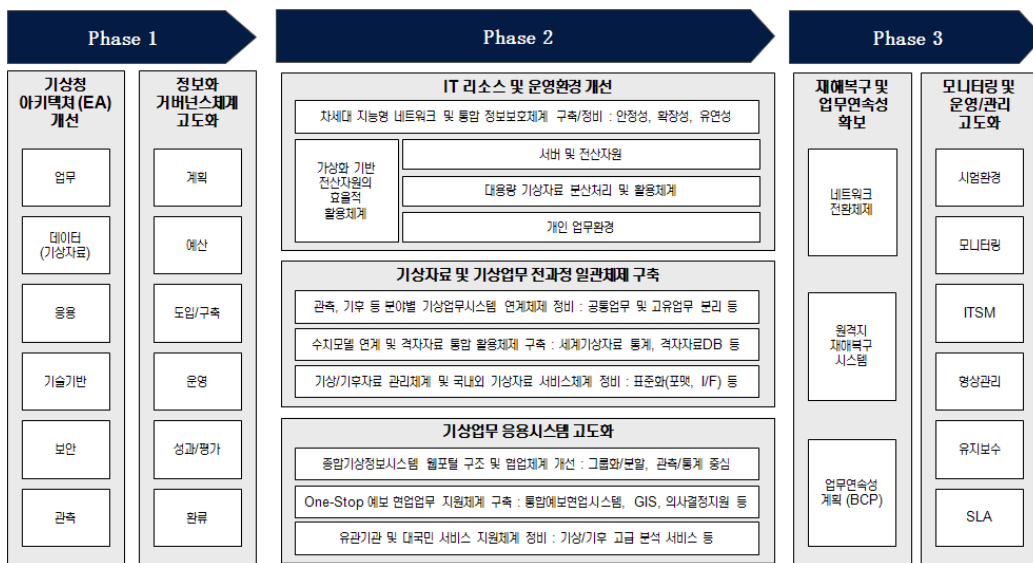 Phase 1
Phase 2
Phase 3
기상청
아키텍처(EA)
개선
업무
데이터
(기상자료)
응용
기술기반
보안
관측
정보화
거버넌스체계
고도화
계획
예산
도입/구축
운영
성과/평가
환류
IT 리소스 및 운영환경 개선
차세대 지능형 네트워크 및 통합 정보보호체계 구축/정비 : 안정성, 확장성, 유연성
가상화 기반
전산자원의
효율적
활용체계
서버 및 전산자원
대용량 기상자료 분산처리 및 활용체계
개인 업무환경
기상자료 및 기상업무 전과정 일관체제 구축
관측, 기후 등 분야별 기상업무시스템 연계체제 정비 : 공통업무 및 고유업무 분리 등
수치모델 연계 및 격자자료 통합 활용체제 구축 : 세계기상자료 통계, 격자자료DB 등
기상/기후자료 관리체계 및 국내외 기상자료 서비스체계 정비 : 표준화(포맷, I/F) 등
기상업무 응용시스템 고도화
종합기상정보시스템 웹포털 구조 및 협업체계 개선 : 그룹화/분할, 관측/통계 중심
One-Stop 예보 현업업무 지원체계 구축 : 통합예보현업시스템, GIS, 의사결정지원 등
유관기관 및 대국민 서비스 지원체계 정비 : 기상/기후 고급 분석 서비스 등
재해복구 및
업무연속성
확보
네트워크
전환체제
원격지
재해복구
시스템
업무연속성
계획 (BCP)
모니터링 및
운영/관리
고도화
시험환경
모니터링
ITSM
형상관리
유지보수
SLA